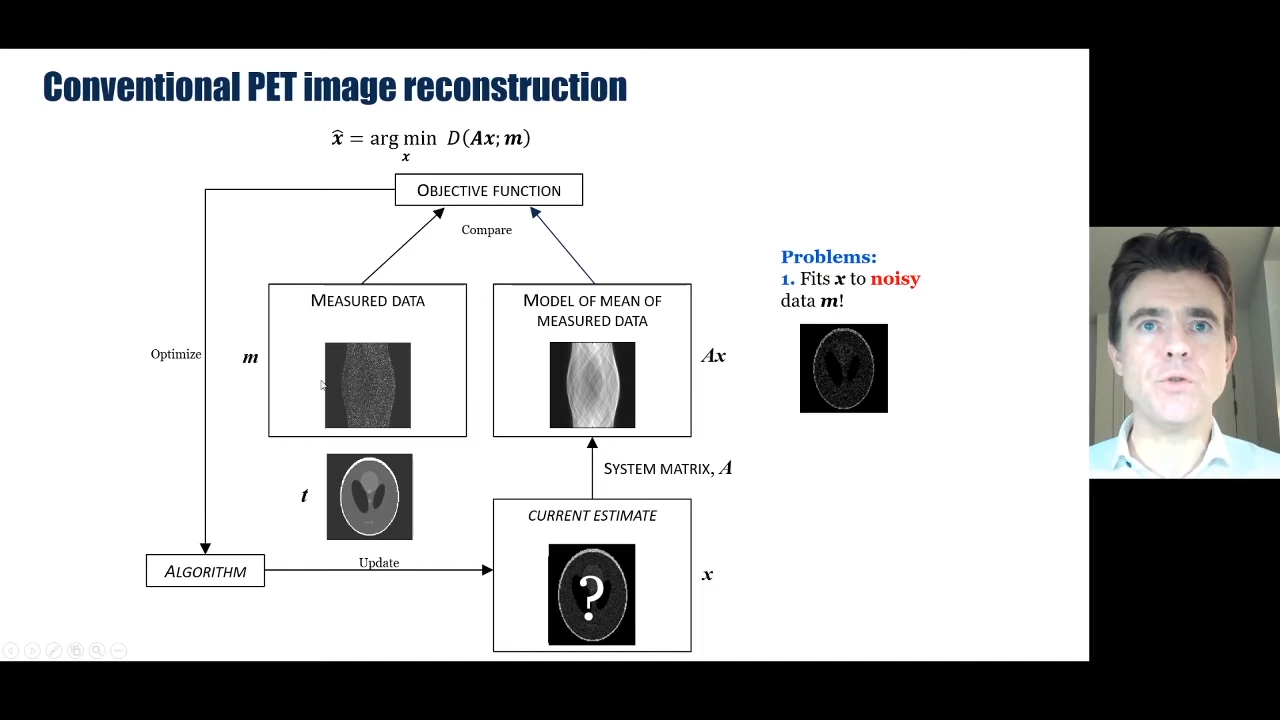 Conventional PET image reconstruction
x̂ = arg min D(Ax; m)
x
OBJECTIVE FUNCTION
Compare
MEASURED DATA
MODEL OF MEAN OF
MEASURED DATA
Optimize
m
Ax
Problems:
1. Fits x to noisy
data m!
SYSTEM MATRIX, A
t
CURRENT ESTIMATE
Update
ALGORITHM
?
x